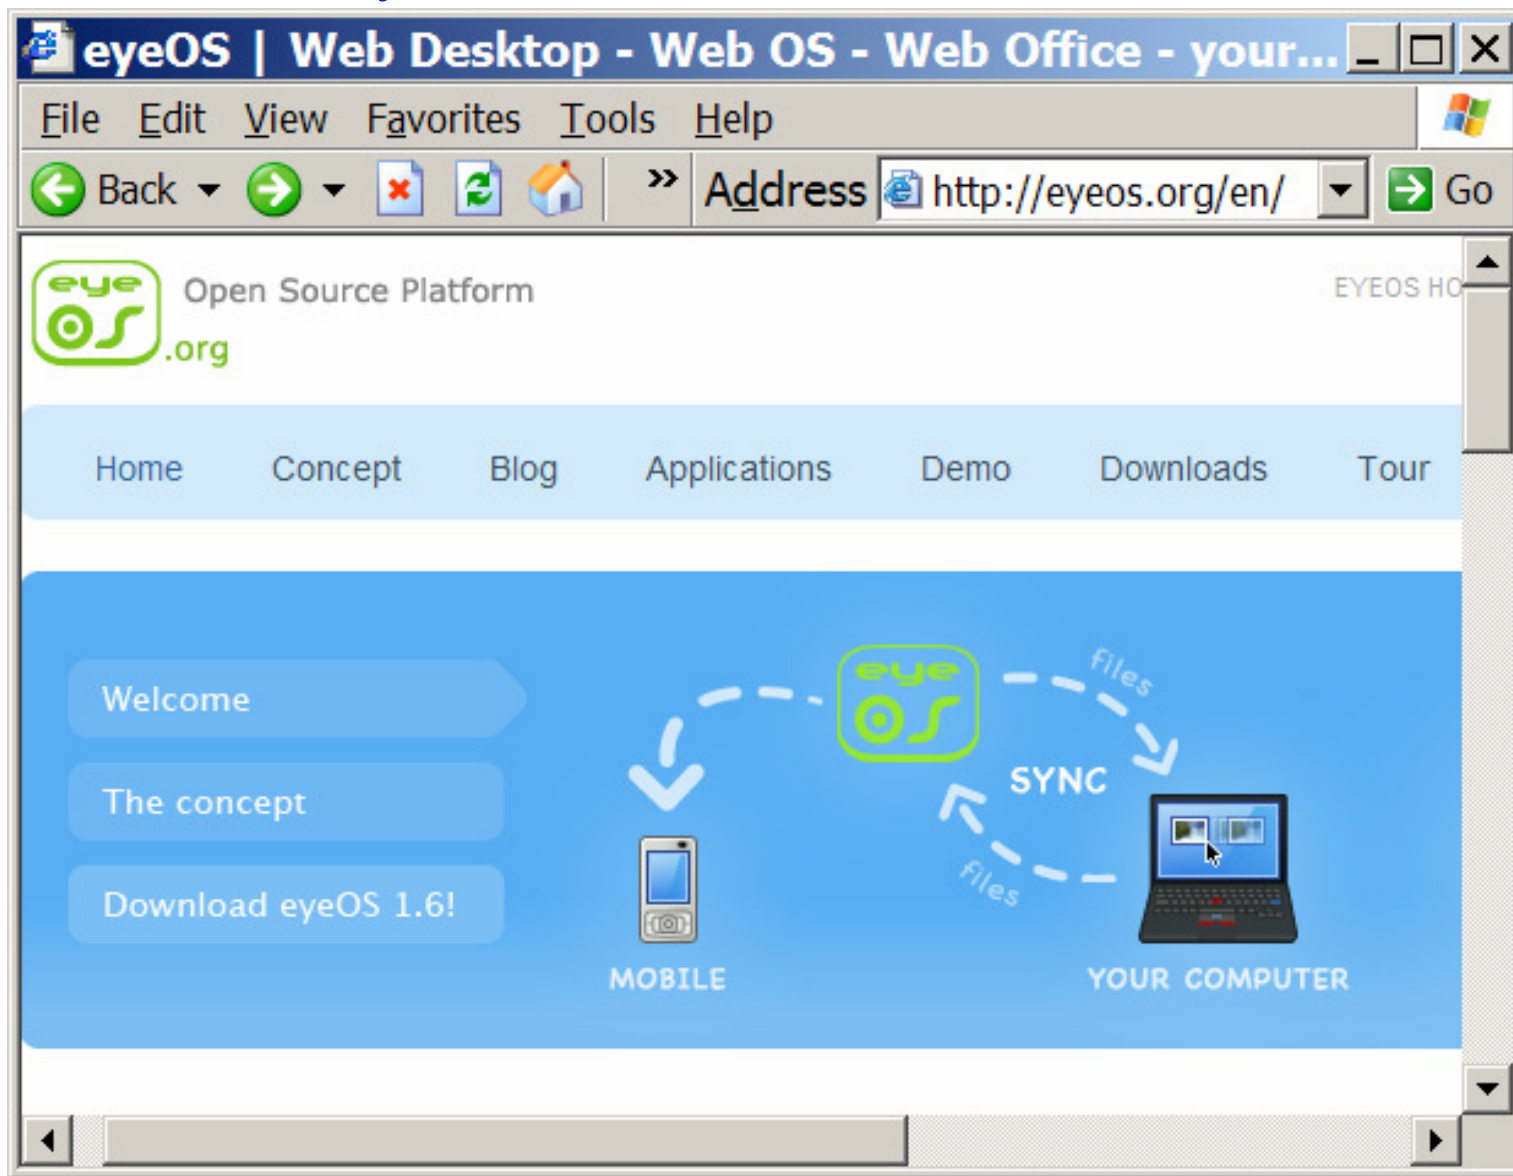 eyeOS | Web Desktop - Web OS - Web Office - your...
File Edit View Favorites Tools Help
Back » Address http://eyeos.org/en/ Go
eye OS .org Open Source Platform
EYEOS HO
Home Concept Blog Applications Demo Downloads Tour
Welcome
The concept
Download eyeOS 1.6!
eye OS
files
SYNC
files
MOBILE
YOUR COMPUTER